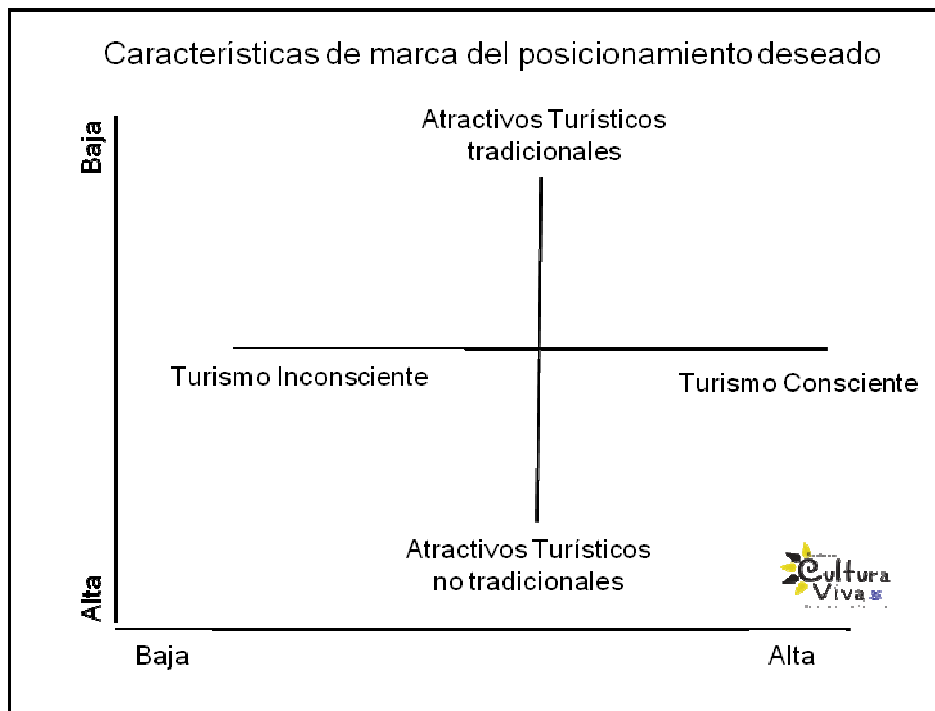 Características de marca del posicionamiento deseado
Baja
Atractivos Turísticos
tradicionales
Turismo Inconsciente
Turismo Consciente
Atractivos Turísticos
no tradicionales
Alta
Cultura
Viva
Baja
Alta